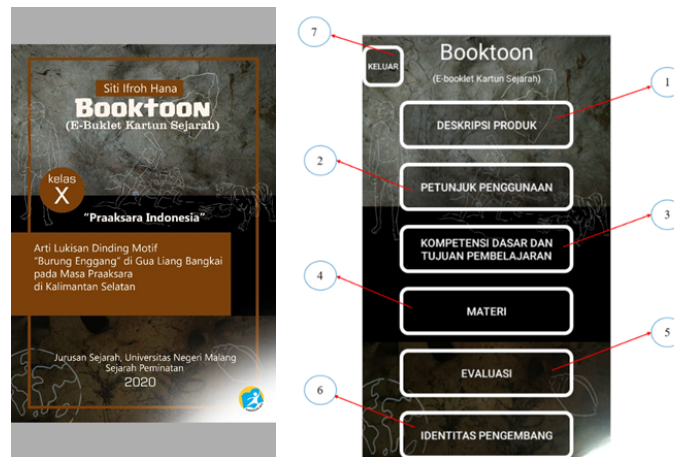 Siti Ifroh Hana
BOOKTOON
(E-Buklet Kartun Sejarah)
kelas
X
"Praaksara Indonesia"
Arti Lukisan Dinding Motif
"Burung Enggang" di Gua Liang Bangkai
pada Masa Praaksara
di Kalimantan Selatan
Jurusan Sejarah, Universitas Negeri Malang
Sejarah Peminatan
2020
7
KELUAR
Booktoon
(E-booklet Kartun Sejarah)
1
DESKRIPSI PRODUK
2
PETUNJUK PENGGUNAAN
3
KOMPETENSI DASAR DAN
TUJUAN PEMBELAJARAN
4
MATERI
5
EVALUASI
6
IDENTITAS PENGEMBANG